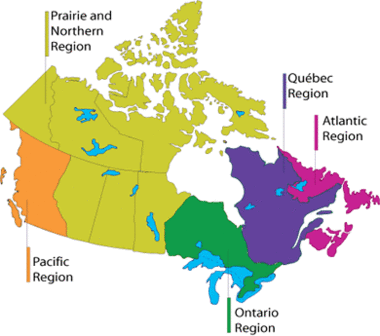 Prairie and
Northern
Region
Québec
Region
Atlantic
Region
Pacific
Region
Ontario
Region